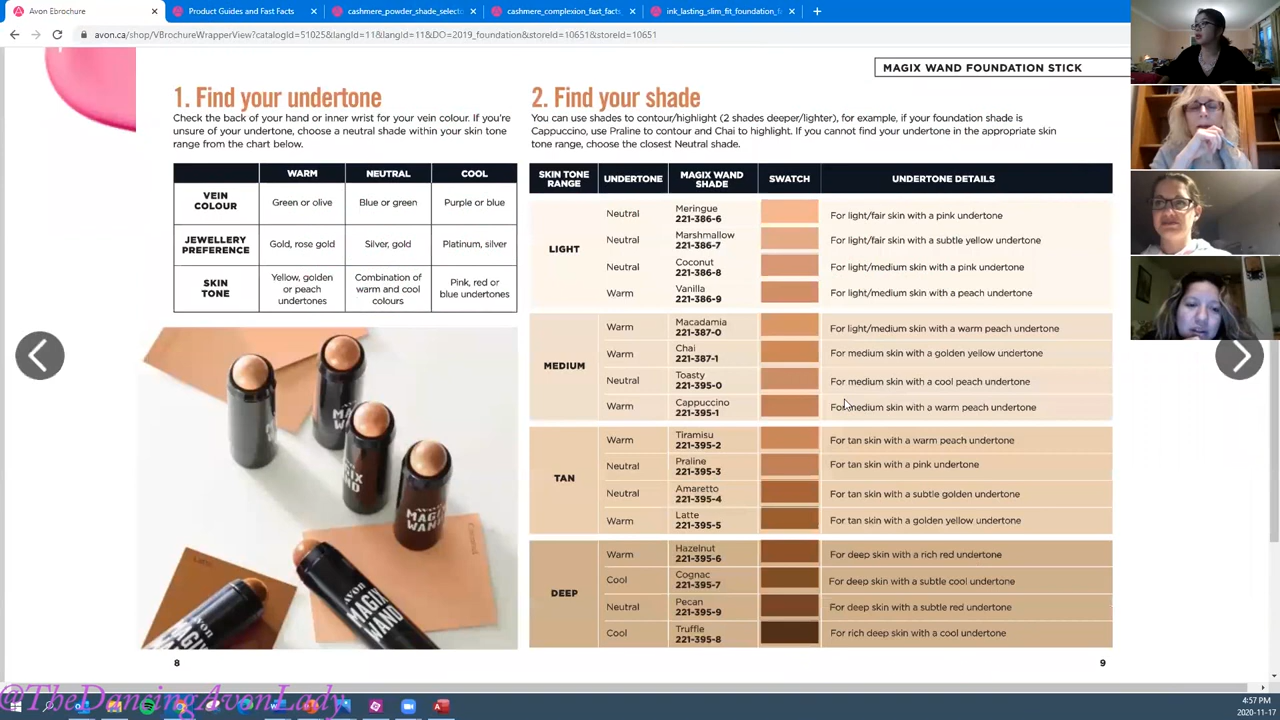 Avon Ebrochure
Product Guides and Fast Facts
cashmere_powder_shade_selecto
cashmere_complexion_fast_facts_
ink_lasting_slim_fit_foundation_f
avon.ca/shop/VBrochureWrapperView?catalogId=51025&langId=11&langId=11&DO=2019_foundation&storeId=10651&storeId=10651
MAGIX WAND FOUNDATION STICK
1. Find your undertone
Check the back of your hand or inner wrist for your vein colour. If you're
unsure of your undertone, choose a neutral shade within your skin tone
range from the chart below.
WARM NEUTRAL COOL
VEIN COLOUR Green or olive Blue or green Purple or blue
JEWELLERY PREFERENCE Gold, rose gold Silver, gold Platinum, silver
SKIN TONE Yellow, golden or peach undertones Combination of warm and cool colours Pink, red or blue undertones
AVON MAGIX WAND
MAGIX WAND
MAGIX WAND
8
2. Find your shade
You can use shades to contour/highlight (2 shades deeper/lighter), for example, if your foundation shade is
Cappuccino, use Praline to contour and Chai to highlight. If you cannot find your undertone in the appropriate skin
tone range, choose the closest Neutral shade.
SKIN TONE RANGE UNDERTONE MAGIX WAND SHADE SWATCH UNDERTONE DETAILS
LIGHT
Neutral Meringue 221-386-6 For light/fair skin with a pink undertone
Neutral Marshmallow 221-386-7 For light/fair skin with a subtle yellow undertone
Neutral Coconut 221-386-8 For light/medium skin with a pink undertone
Warm Vanilla 221-386-9 For light/medium skin with a peach undertone
MEDIUM
Warm Macadamia 221-387-0 For light/medium skin with a warm peach undertone
Warm Chai 221-387-1 For medium skin with a golden yellow undertone
Neutral Toasty 221-395-0 For medium skin with a cool peach undertone
Warm Cappuccino 221-395-1 For medium skin with a warm peach undertone
TAN
Warm Tiramisu 221-395-2 For tan skin with a warm peach undertone
Neutral Praline 221-395-3 For tan skin with a pink undertone
Neutral Amaretto 221-395-4 For tan skin with a subtle golden undertone
Warm Latte 221-395-5 For tan skin with a golden yellow undertone
DEEP
Warm Hazelnut 221-395-6 For deep skin with a rich red undertone
Cool Cognac 221-395-7 For deep skin with a subtle cool undertone
Neutral Pecan 221-395-9 For deep skin with a subtle red undertone
Cool Truffle 221-395-8 For rich deep skin with a cool undertone
9
@TheDancingAvonLady
4:57 PM
2020-11-17